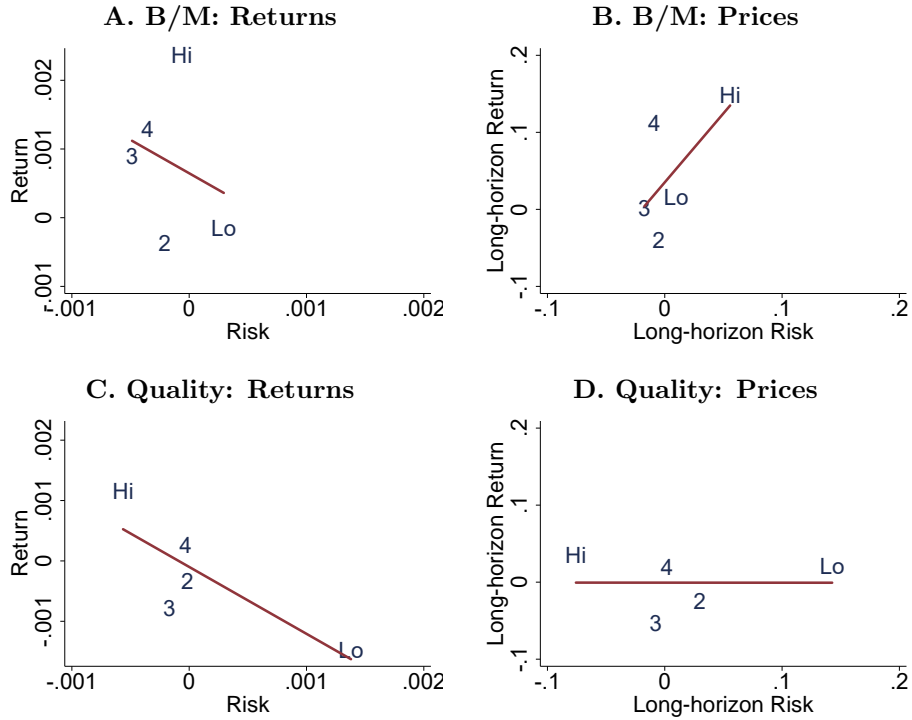 A. B/M: Returns
B. B/M: Prices
Return
.002
.001
0
-.001
Hi
4
3
2
Lo
-.001
0
.001
.002
Risk
Long-horizon Return
.2
.1
0
-.1
Hi
4
Lo
3
2
-.1
0
.1
.2
Long-horizon Risk
C. Quality: Returns
D. Quality: Prices
Return
.002
.001
0
-.001
Hi
4
2
3
Lo
-.001
0
.001
.002
Risk
Long-horizon Return
.2
.1
0
-.1
Hi
4
Lo
2
3
-.1
0
.1
.2
Long-horizon Risk